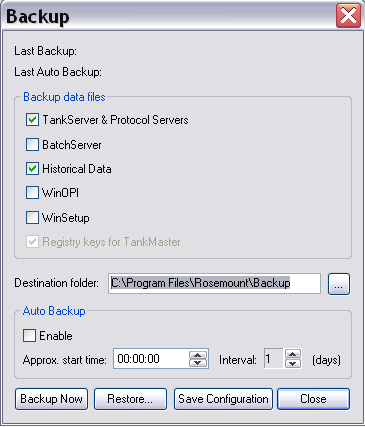 Backup
Last Backup:
Last Auto Backup:
Backup data files
TankServer & Protocol Servers
BatchServer
Historical Data
WinOPI
WinSetup
Registry keys for TankMaster
Destination folder: C:\Program Files\Rosemount\Backup ...
Auto Backup
Enable
Approx. start time: 00:00:00 Interval: 1 (days)
Backup Now Restore... Save Configuration Close